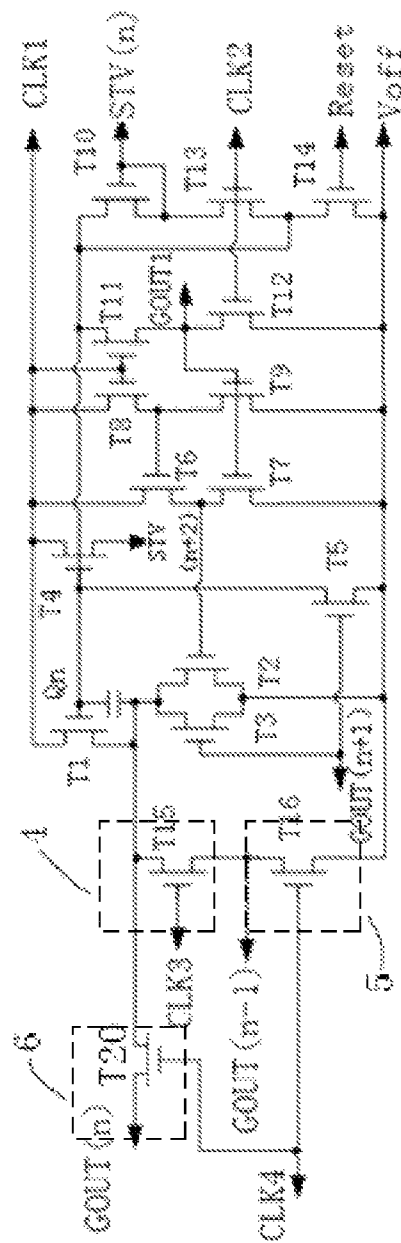 CLK1
STV(n)
CLK2
Reset
Voff
T10
T13
T14
T11
GOUT1
T12
T8
T9
T6
T7
T4
STV
(n+2)
T5
Qn
T1
T2
T3
GOUT(n+1)
4
T15
CLK3
T16
5
GOUT(n-1)
6
T20
GOUT(n)
CLK4